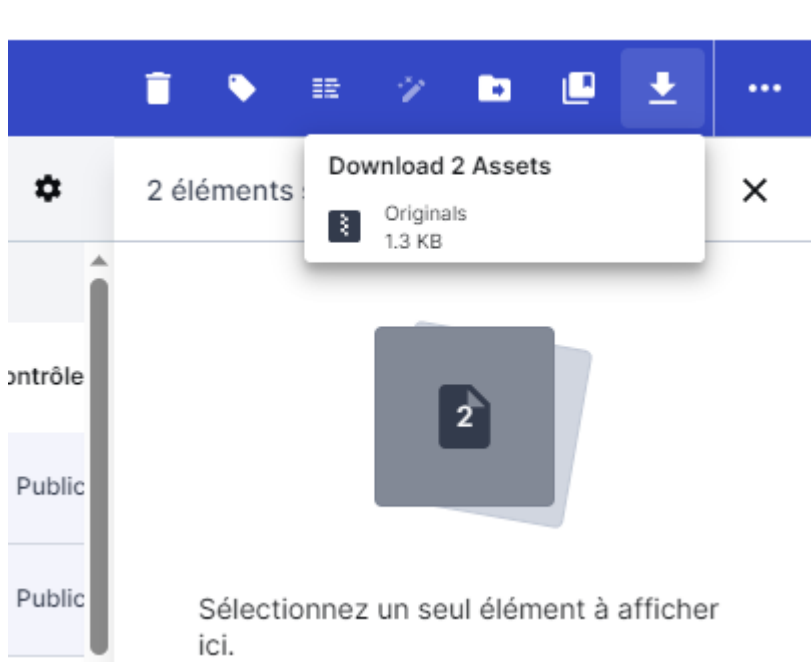 Download 2 Assets
2 éléments
Originals
1.3 KB
ontrôle
2
Public
Public
Sélectionnez un seul élément à afficher
ici.